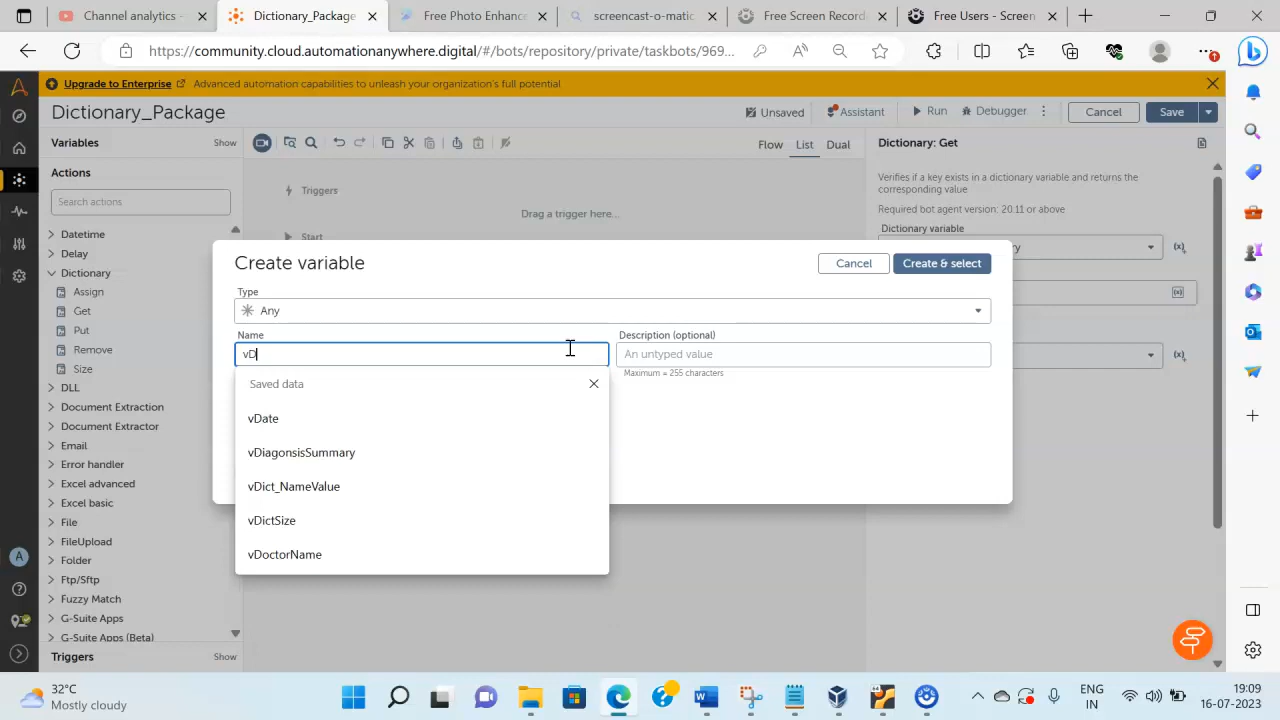 Channel analytics
Dictionary_Package
Free Photo Enhance
screencast-o-matic
Free Screen Record
Free Users - Screen
https://community.cloud.automationanywhere.digital/#/bots/repository/private/taskbots/969...
Upgrade to Enterprise
Advanced automation capabilities to unleash your organization's full potential
Dictionary_Package
Unsaved
Assistant
Run
Debugger
Cancel
Save
Variables
Show
Flow
List
Dual
Dictionary: Get
Actions
Search actions
Triggers
Drag a trigger here...
Start
Verifies if a key exists in a dictionary variable and returns the
corresponding value
Required bot agent version: 20.11 or above
Dictionary variable
Datetime
Delay
Dictionary
Assign
Get
Put
Remove
Size
DLL
Document Extraction
Document Extractor
Email
Error handler
Excel advanced
Excel basic
File
FileUpload
Folder
Ftp/Sftp
Fuzzy Match
G-Suite Apps
G-Suite Apps (Beta)
Triggers
Show
Create variable
Cancel
Create & select
Type
Any
Name
vD
Description (optional)
An untyped value
Maximum = 255 characters
Saved data
vDate
vDiagonsisSummary
vDict_NameValue
vDictSize
vDoctorName
32°C
Mostly cloudy
ENG
IN
19:09
16-07-2023